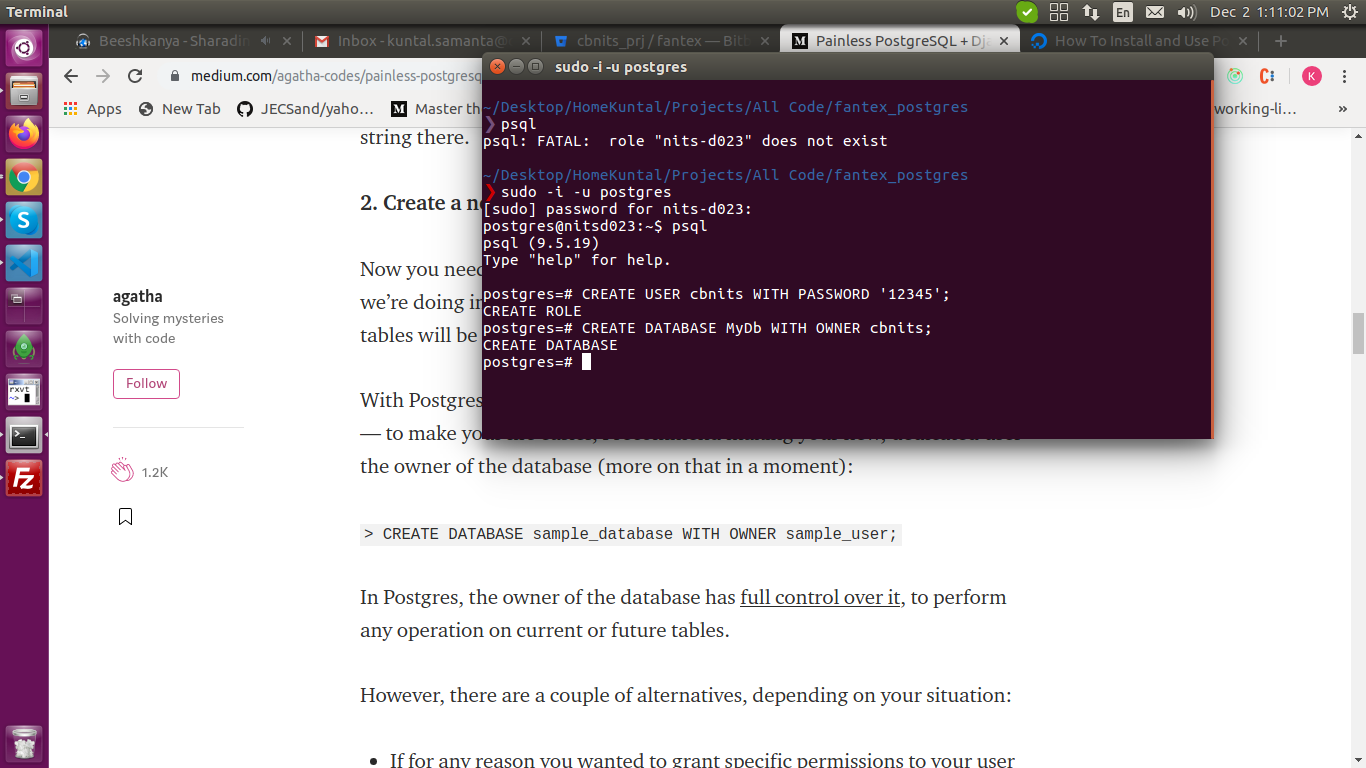 Terminal
En
Dec 2 1:11:02 PM
Beeshkanya - Sharadin
Inbox - kuntal.samanta@
cbnits_prj / fantex — Bit
Painless PostgreSQL + Dja
How To Install and Use Po
medium.com/agatha-codes/painless-postgresq
K
Apps
New Tab
JECSand/yaho…
Master th
working-li…
»
string there.
2. Create a n
Now you need
we’re doing in
tables will be
With Postgres
— to make yo
the owner of the database (more on that in a moment):
> CREATE DATABASE sample_database WITH OWNER sample_user;
In Postgres, the owner of the database has full control over it, to perform
any operation on current or future tables.
However, there are a couple of alternatives, depending on your situation:
• If for any reason you wanted to grant specific permissions to your user
agatha
Solving mysteries
with code
Follow
1.2K
sudo -i -u postgres
~/Desktop/HomeKuntal/Projects/All Code/fantex_postgres
❯ psql
psql: FATAL:  role "nits-d023" does not exist
~/Desktop/HomeKuntal/Projects/All Code/fantex_postgres
❯ sudo -i -u postgres
[sudo] password for nits-d023:
postgres@nitsd023:~$ psql
psql (9.5.19)
Type "help" for help.
postgres=# CREATE USER cbnits WITH PASSWORD '12345';
CREATE ROLE
postgres=# CREATE DATABASE MyDb WITH OWNER cbnits;
CREATE DATABASE
postgres=#
rxvt
~>
Fz